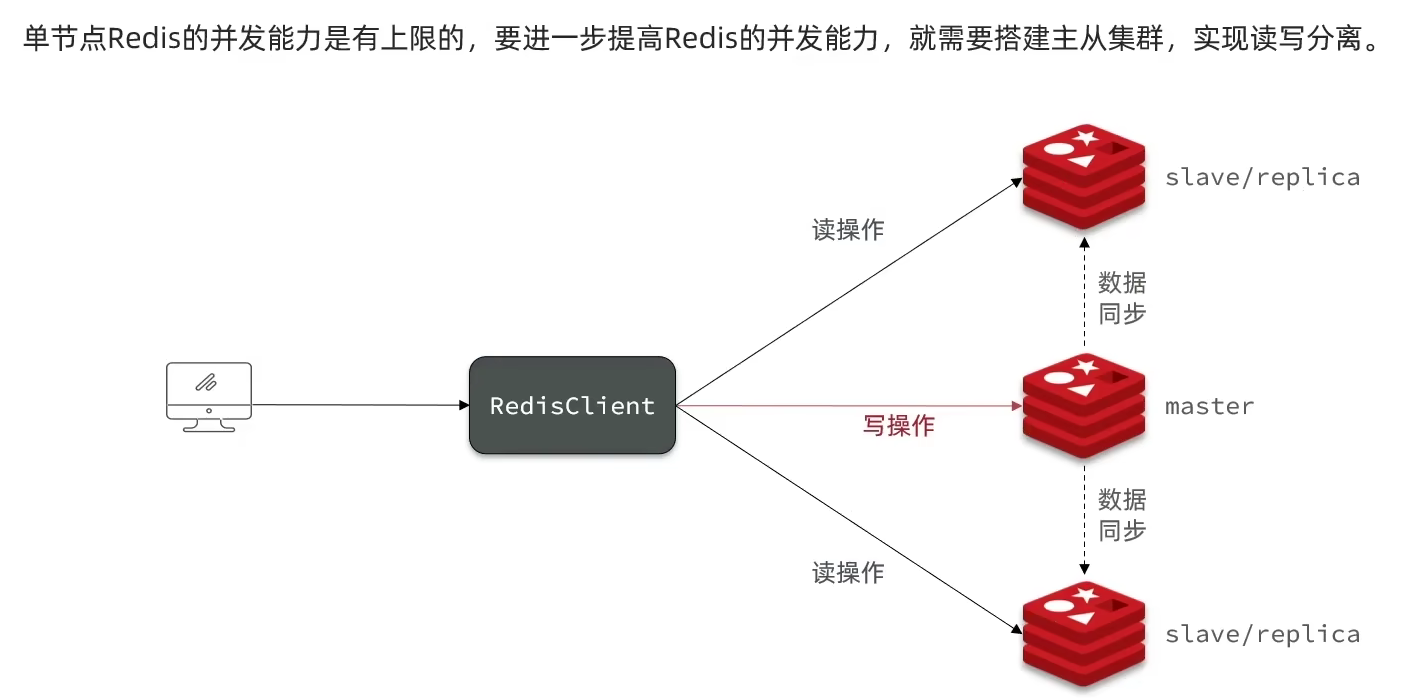 单节点Redis的并发能力是有上限的，要进一步提高Redis的并发能力，就需要搭建主从集群，实现读写分离。
slave/replica
读操作
数据
同步
RedisClient
写操作
master
数据
同步
读操作
slave/replica